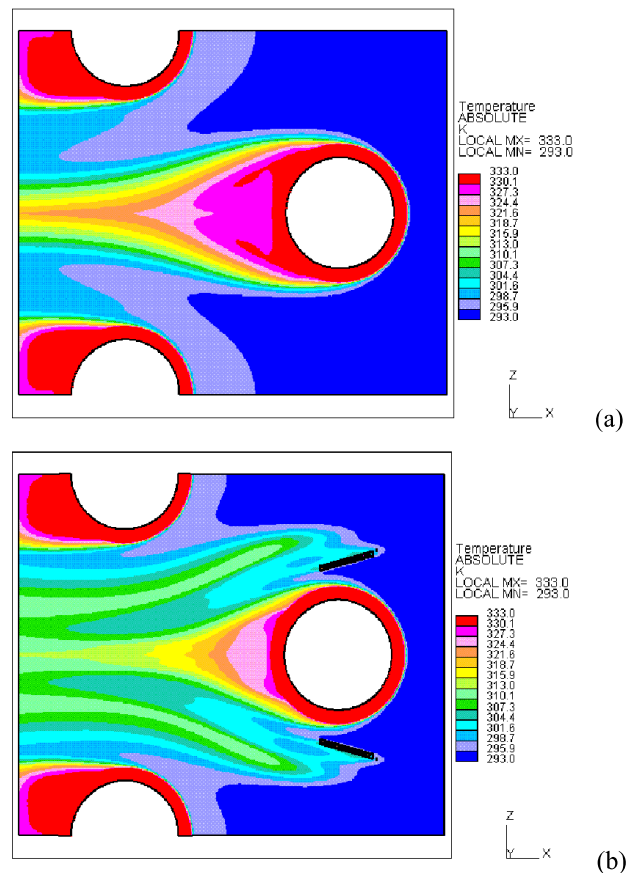 Temperature
ABSOLUTE
K
LOCAL MX= 333.0
LOCAL MN= 293.0
333.0
330.1
327.3
324.4
321.6
318.7
315.9
313.0
310.1
307.3
304.4
301.6
298.7
295.9
293.0
Z
Y X
(a)
Temperature
ABSOLUTE
K
LOCAL MX= 333.0
LOCAL MN= 293.0
333.0
330.1
327.3
324.4
321.6
318.7
315.9
313.0
310.1
307.3
304.4
301.6
298.7
295.9
293.0
Z
Y X
(b)